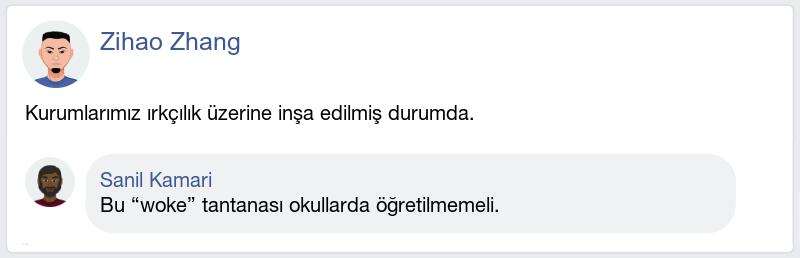 Zihao Zhang
Kurumlarımız ırkçılık üzerine inşa edilmiş durumda.
Sanil Kamari
Bu “woke” tantanası okullarda öğretilmemeli.